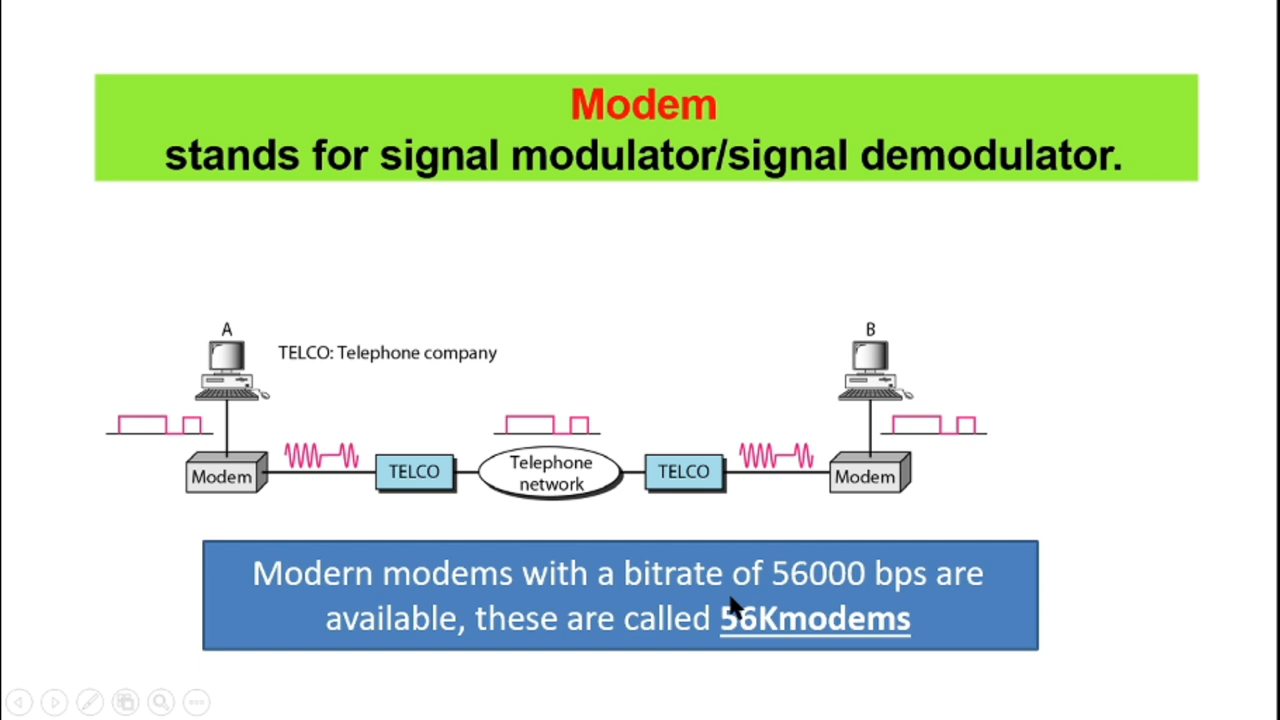 Modem
stands for signal modulator/signal demodulator.
A
B
TELCO: Telephone company
Modem
TELCO
Telephone
network
TELCO
Modem
Modern modems with a bitrate of 56000 bps are
available, these are called 56Kmodems